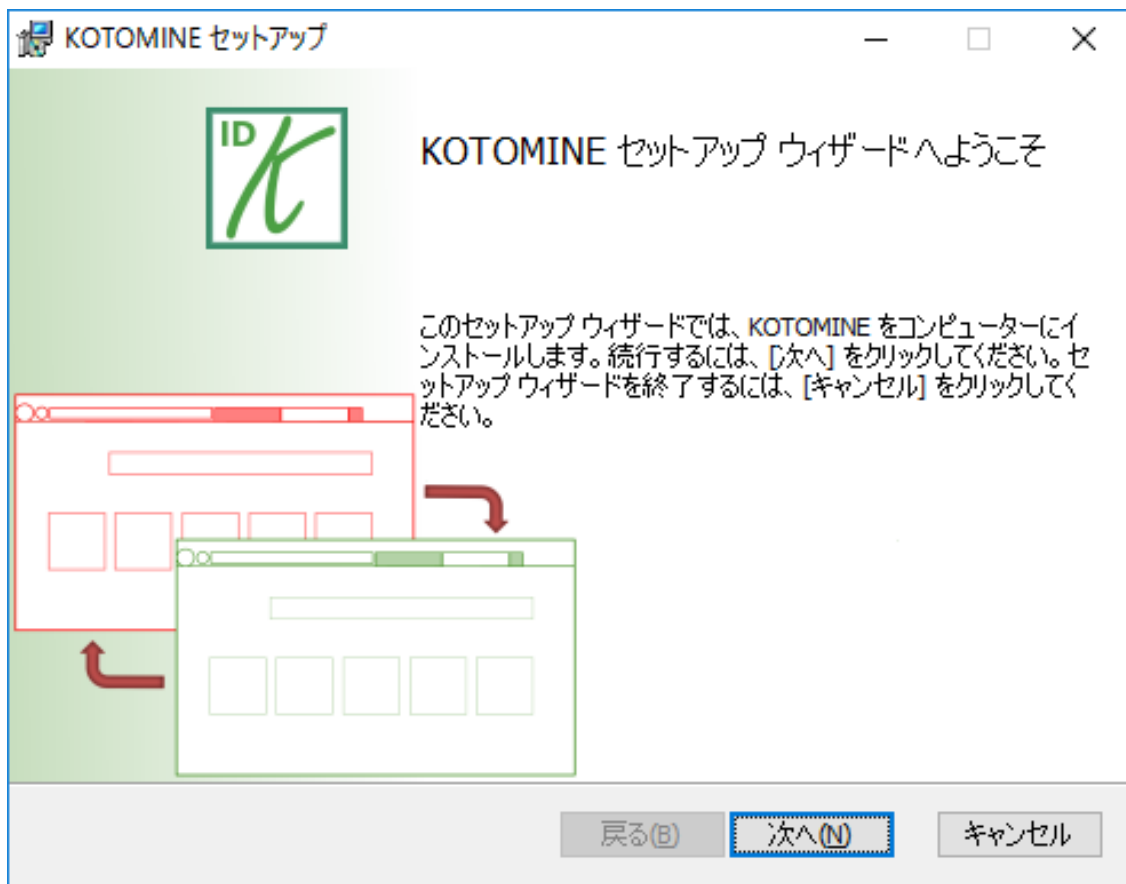 KOTOMINE セットアップ
ID K
KOTOMINE セットアップ ウィザードへようこそ
このセットアップ ウィザードでは、KOTOMINE をコンピューターにイ
ンストールします。続行するには、[次へ] をクリックしてください。セ
ットアップ ウィザードを終了するには、[キャンセル] をクリックしてく
ださい。
戻る(B)
次へ(N)
キャンセル